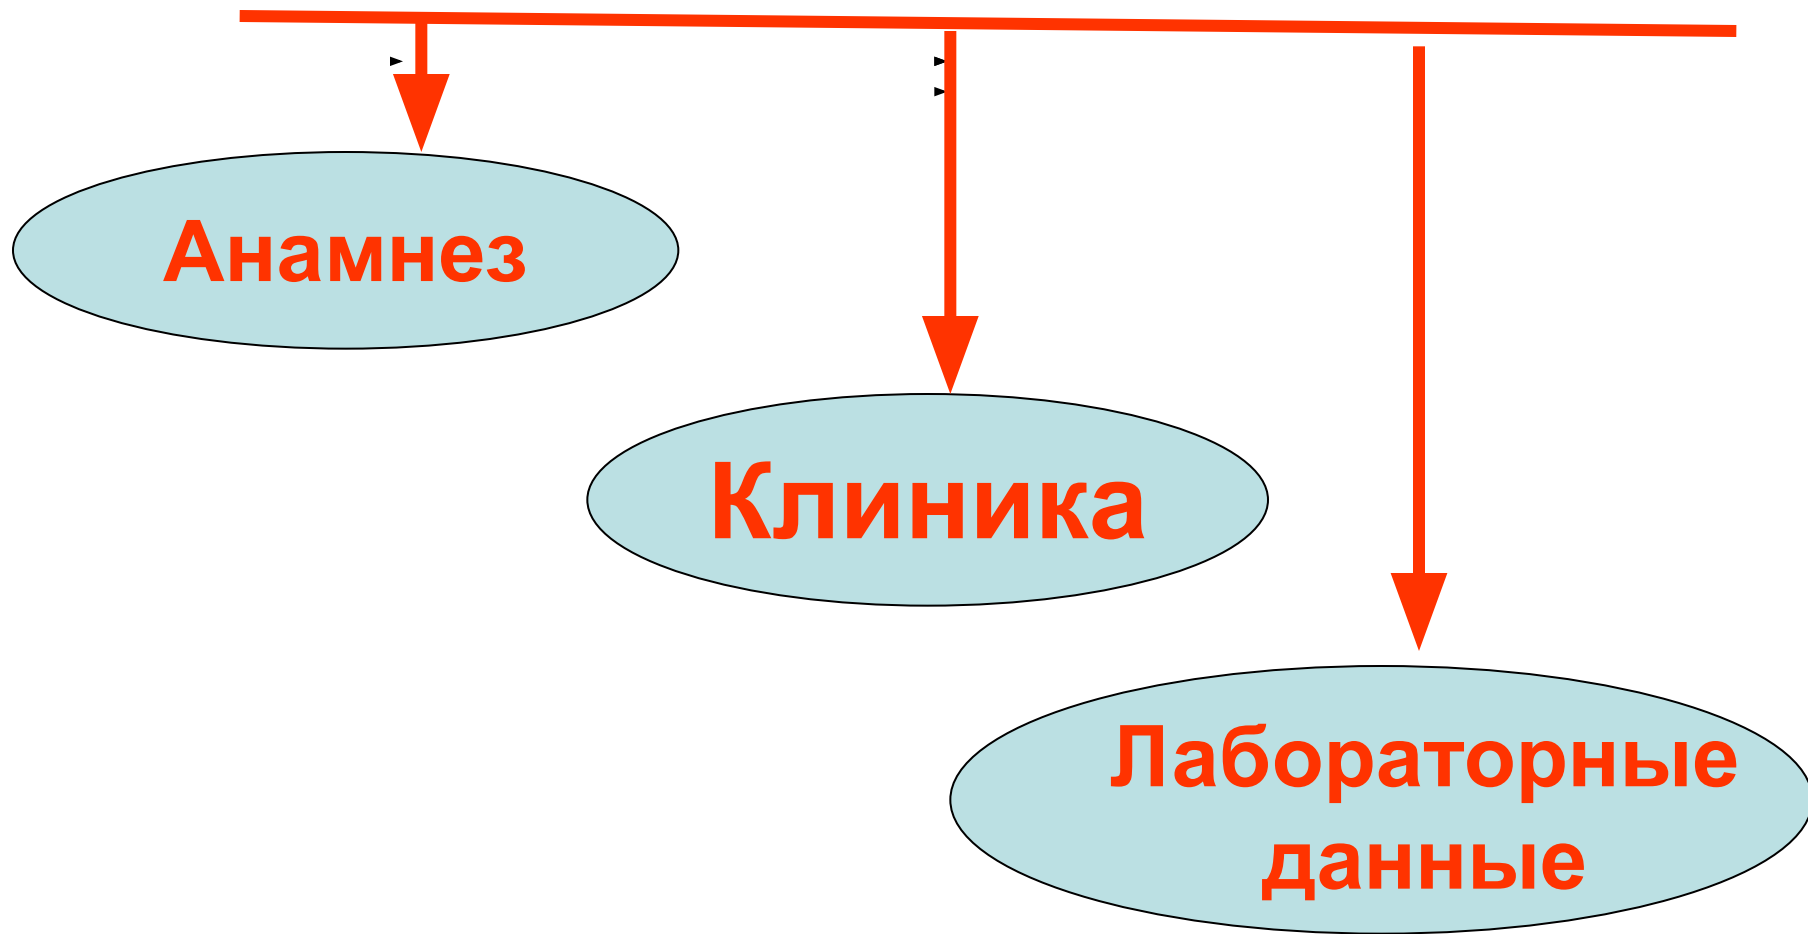 Анамнез
Клиника
Лабораторные
данные